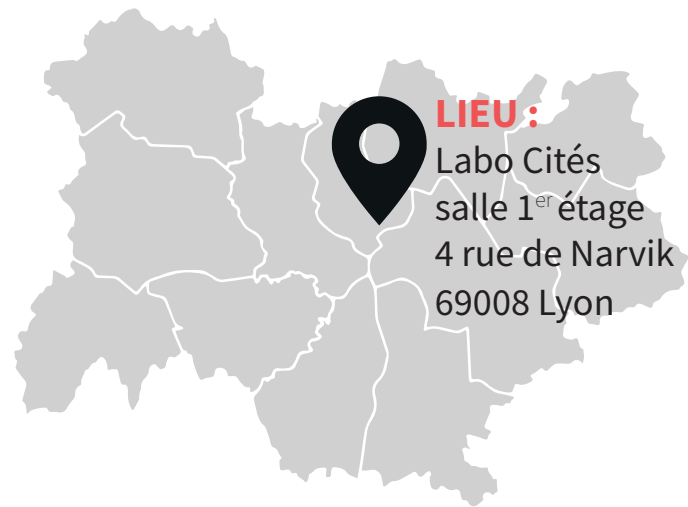 LIEU :
Labo Cités
salle 1er étage
4 rue de Narvik
69008 Lyon